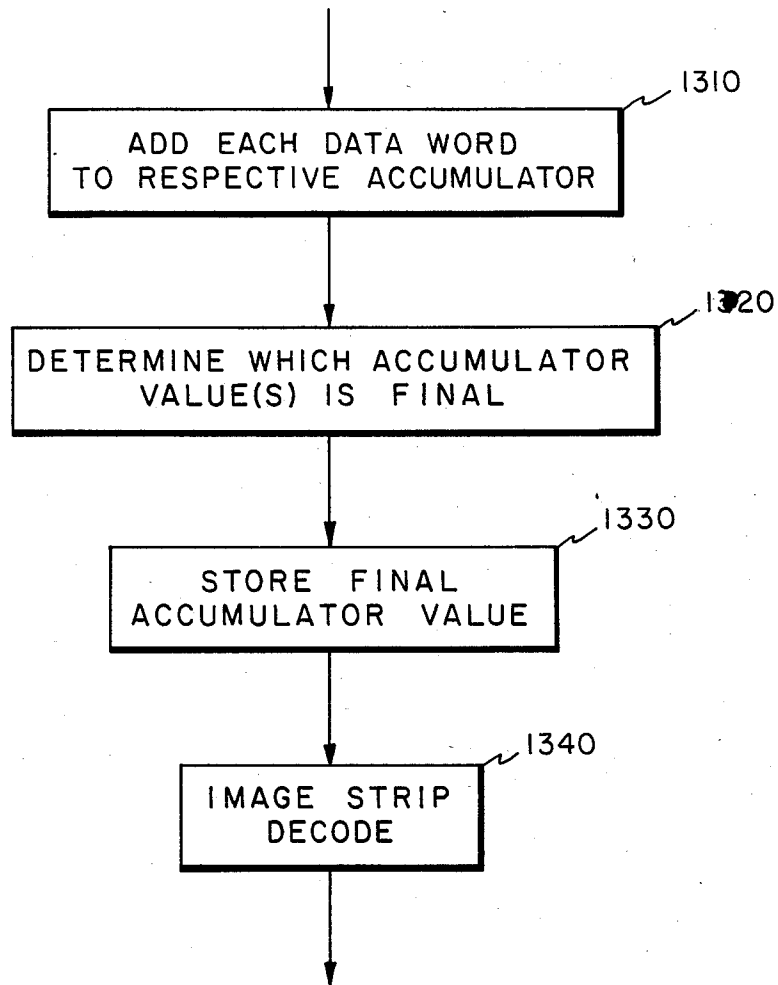 1310
ADD EACH DATA WORD
TO RESPECTIVE ACCUMULATOR
1320
DETERMINE WHICH ACCUMULATOR
VALUE(S) IS FINAL
1330
STORE FINAL
ACCUMULATOR VALUE
1340
IMAGE STRIP
DECODE